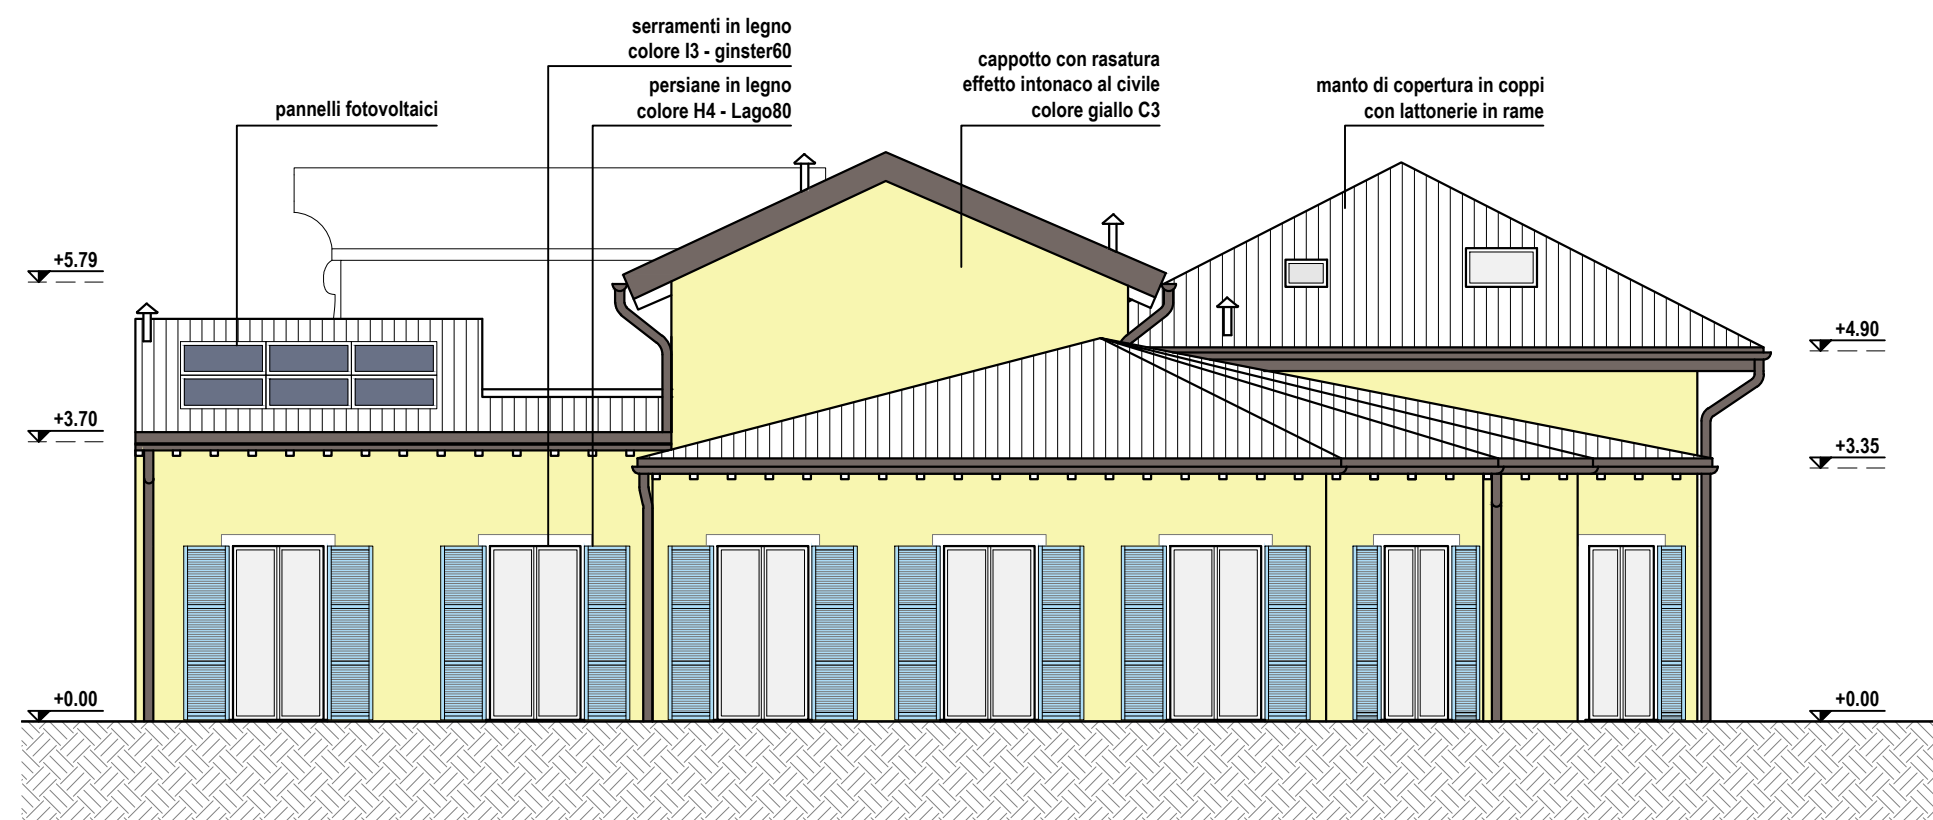 serramenti in legno
colore I3 - ginster60
persiane in legno
colore H4 - Lago80
cappotto con rasatura
effetto intonaco al civile
colore giallo C3
manto di copertura in coppi
con lattonerie in rame
pannelli fotovoltaici
+5.79
+3.70
+0.00
+4.90
+3.35
+0.00